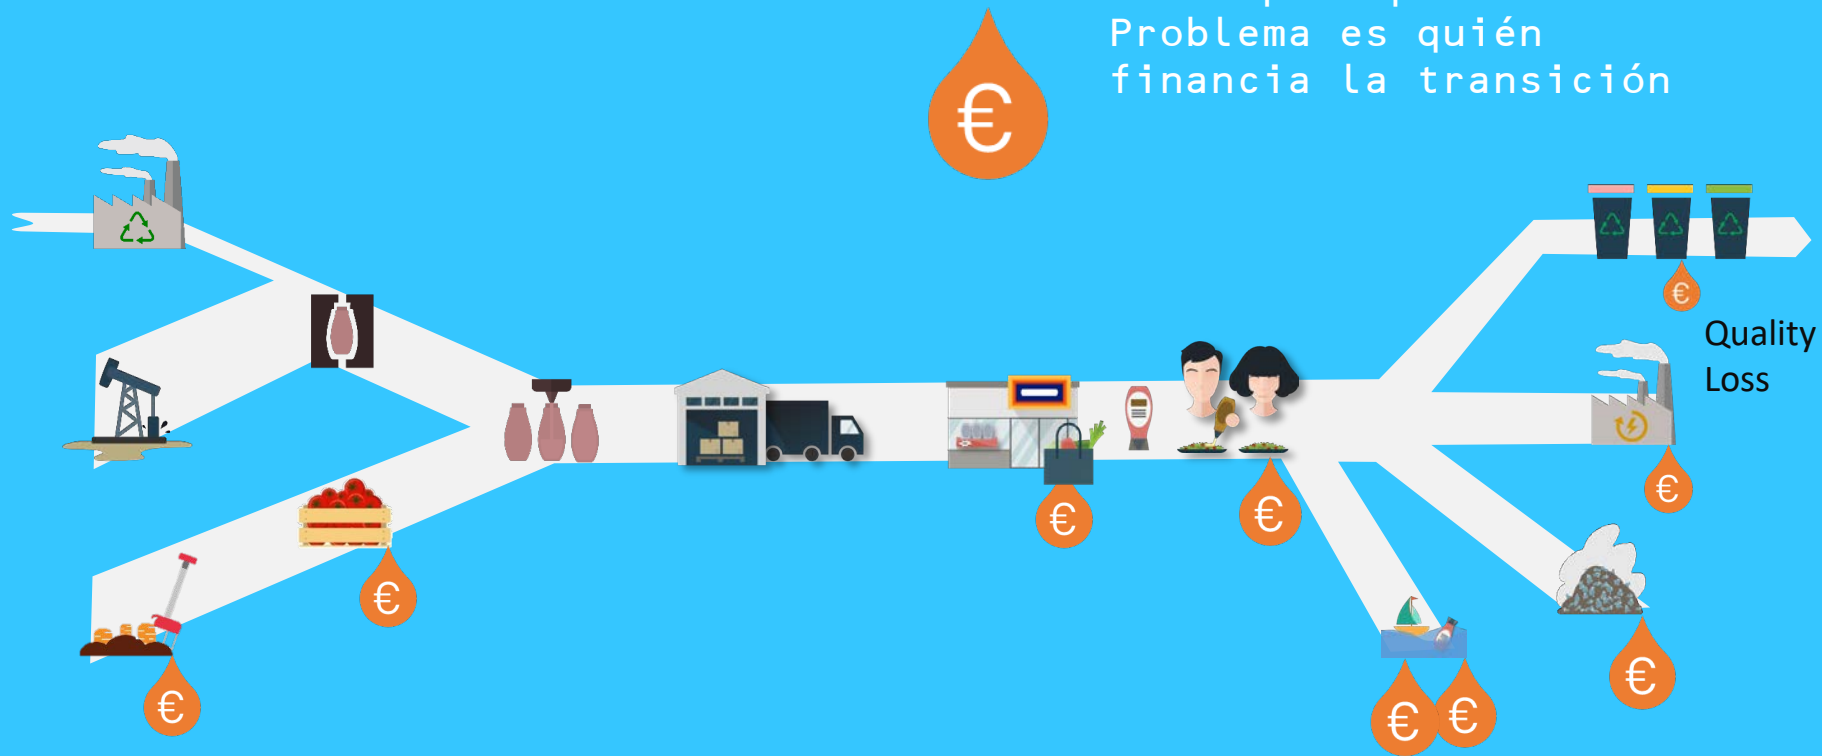 Problema es quién
financia la transición
€
€
Quality
Loss
€
€
€
€
€
€
€
€